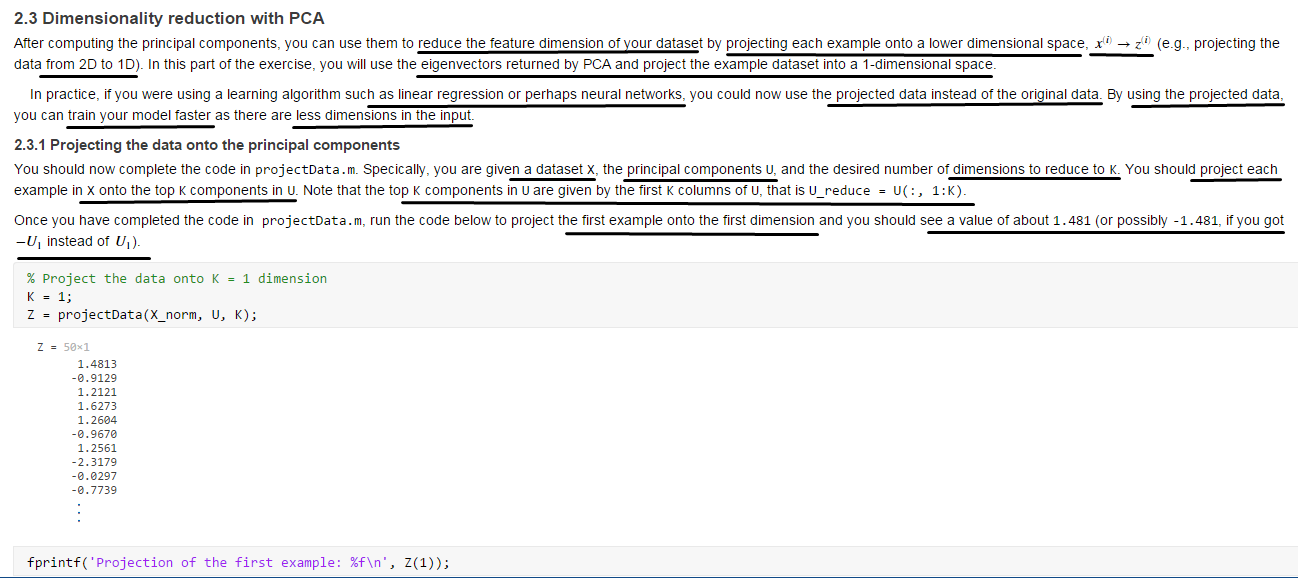 2.3 Dimensionality reduction with PCA
After computing the principal components, you can use them to reduce the feature dimension of your dataset by projecting each example onto a lower dimensional space, x⁽ⁱ⁾ → z⁽ⁱ⁾ (e.g., projecting the
data from 2D to 1D). In this part of the exercise, you will use the eigenvectors returned by PCA and project the example dataset into a 1-dimensional space.
In practice, if you were using a learning algorithm such as linear regression or perhaps neural networks, you could now use the projected data instead of the original data. By using the projected data,
you can train your model faster as there are less dimensions in the input.
2.3.1 Projecting the data onto the principal components
You should now complete the code in projectData.m. Specically, you are given a dataset X, the principal components U, and the desired number of dimensions to reduce to K. You should project each
example in X onto the top K components in U. Note that the top K components in U are given by the first K columns of U, that is U_reduce = U(:, 1:K).
Once you have completed the code in projectData.m, run the code below to project the first example onto the first dimension and you should see a value of about 1.481 (or possibly -1.481, if you got
−U₁ instead of U₁).
% Project the data onto K = 1 dimension
K = 1;
Z = projectData(X_norm, U, K);
Z = 50×1
1.4813
-0.9129
1.2121
1.6273
1.2604
-0.9670
1.2561
-2.3179
-0.0297
-0.7739
⋮
fprintf('Projection of the first example: %f\n', Z(1));